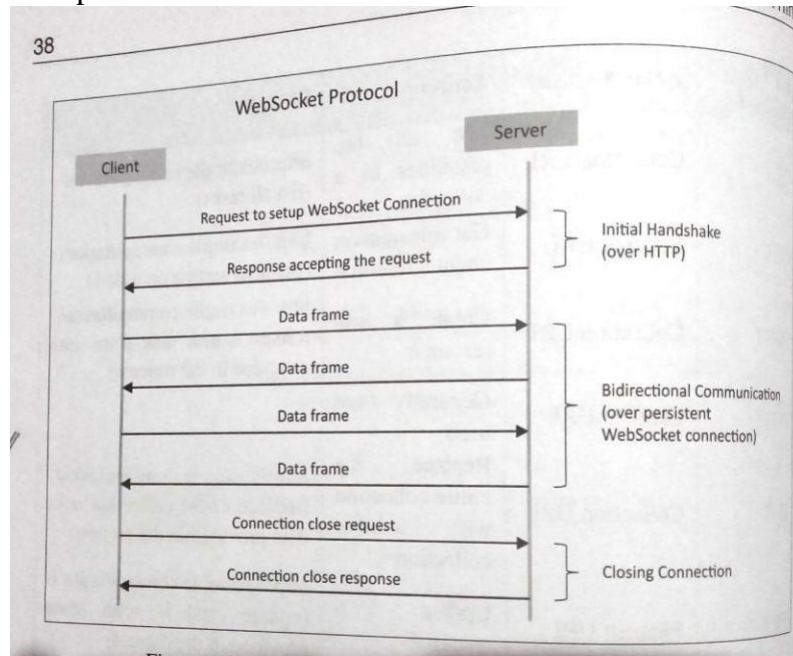 38
WebSocket Protocol
Client
Server
Request to setup WebSocket Connection
Initial Handshake
(over HTTP)
Response accepting the request
Data frame
Data frame
Bidirectional Communication
(over persistent
WebSocket connection)
Data frame
Data frame
Connection close request
Closing Connection
Connection close response